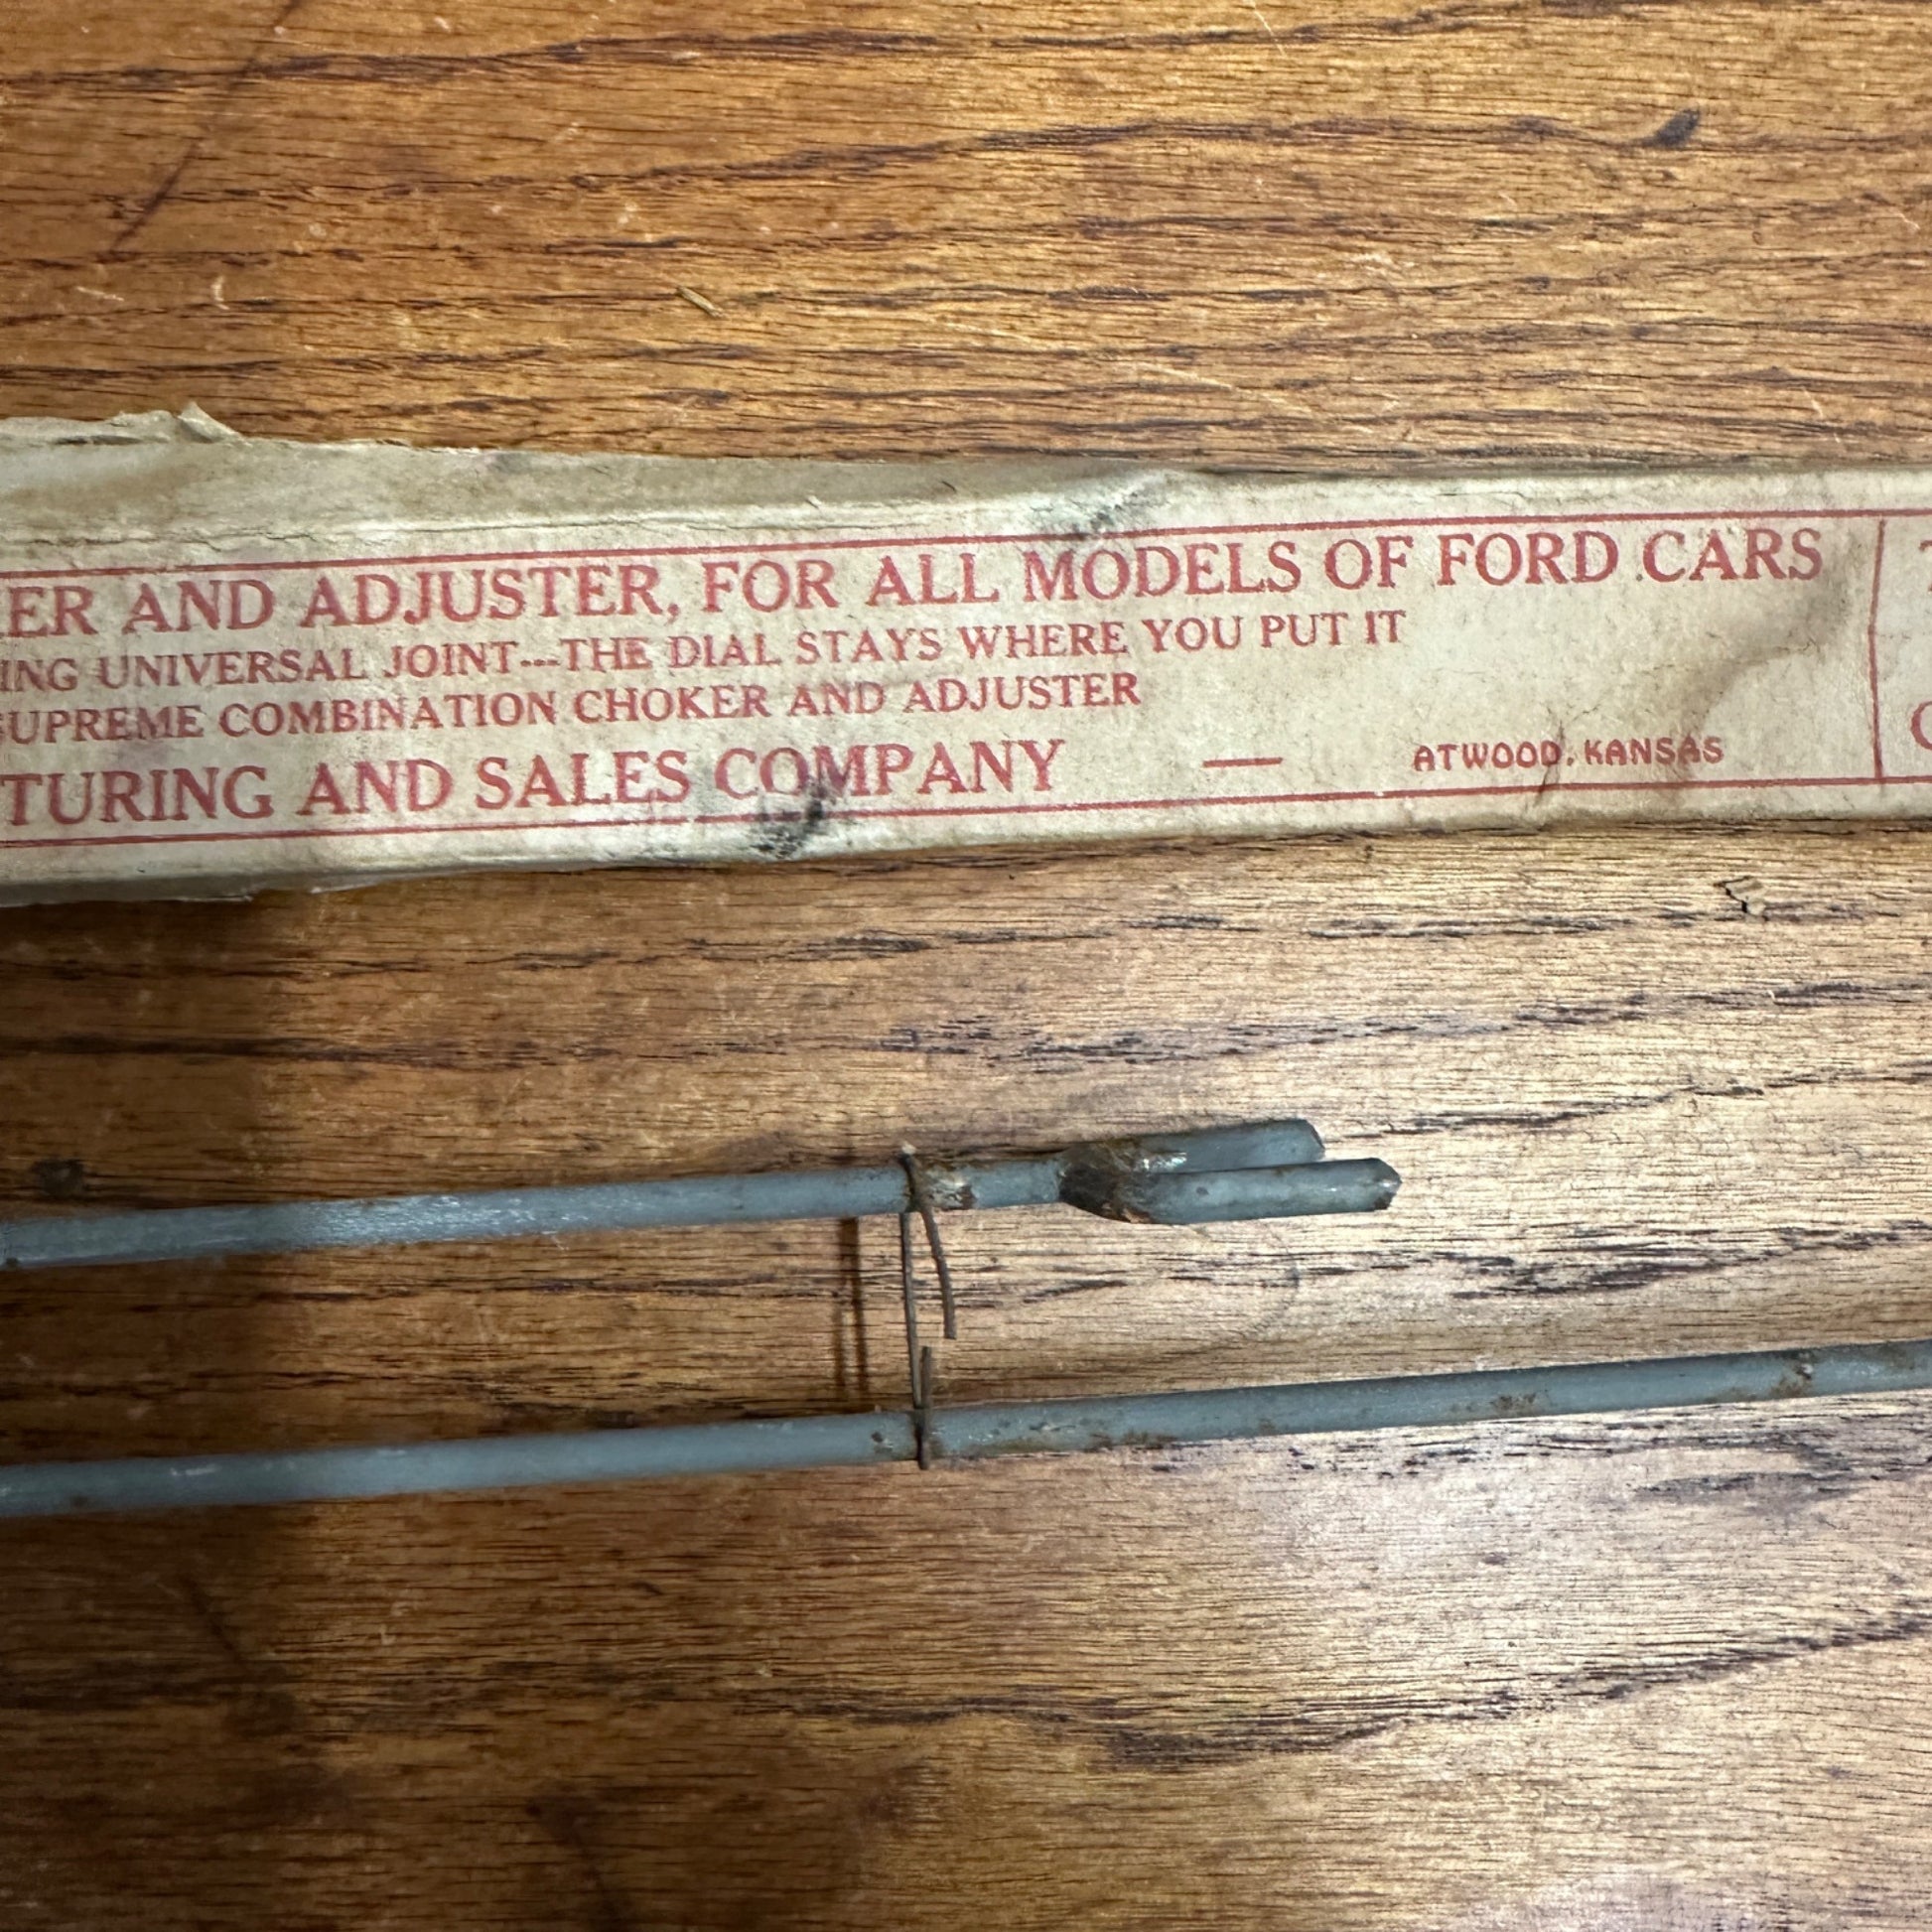 ER AND ADJUSTER, FOR ALL MODELS OF FORD CARS
ING UNIVERSAL JOINT---THE DIAL STAYS WHERE YOU PUT IT
SUPREME COMBINATION CHOKER AND ADJUSTER
TURING AND SALES COMPANY — ATWOOD, KANSAS